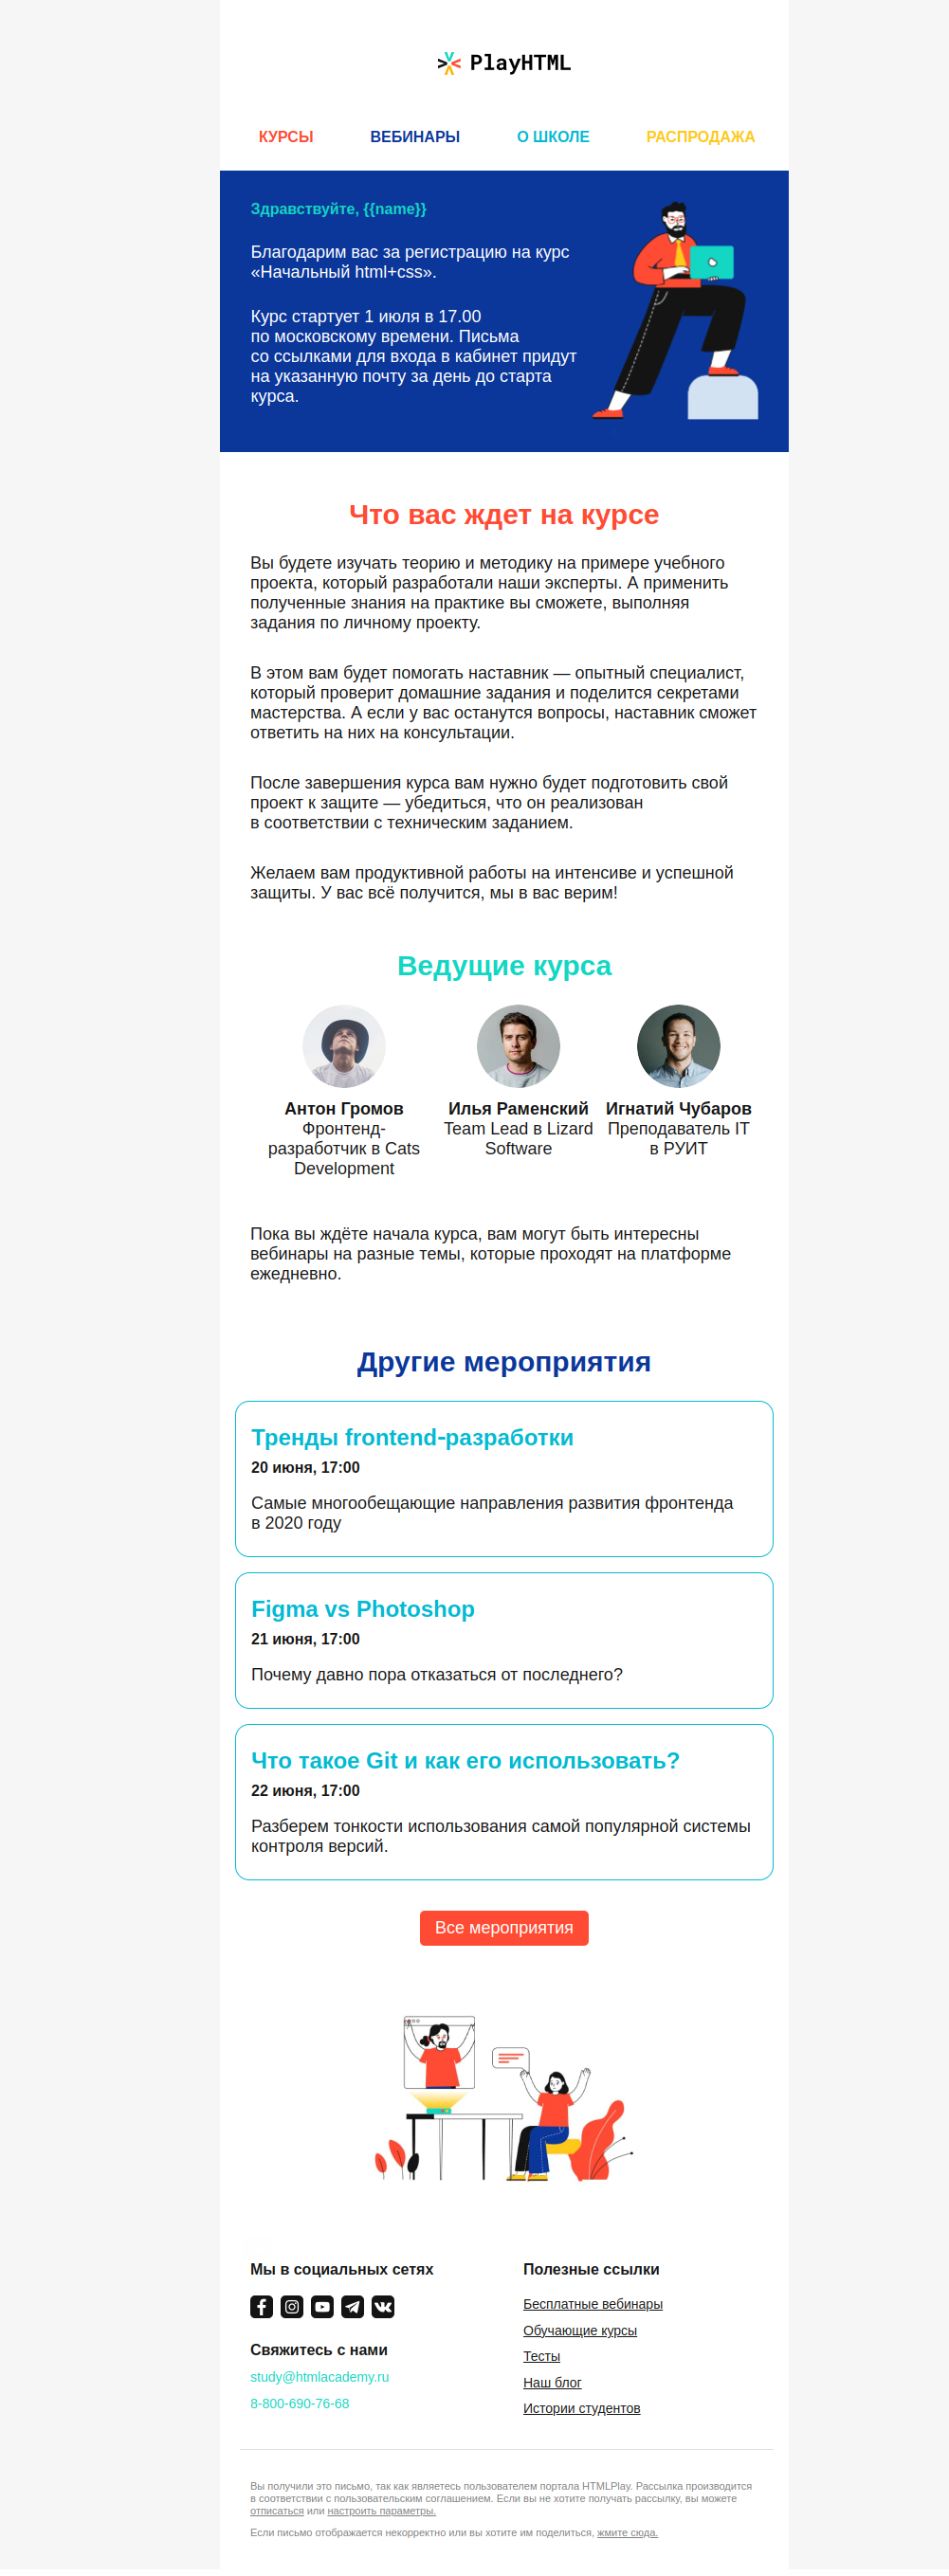 PlayHTML
КУРСЫ ВЕБИНАРЫ О ШКОЛЕ РАСПРОДАЖА
Здравствуйте, {{name}}
Благодарим вас за регистрацию на курс
«Начальный html+css».
Курс стартует 1 июля в 17.00
по московскому времени. Письма
со ссылками для входа в кабинет придут
на указанную почту за день до старта
курса.
Что вас ждет на курсе
Вы будете изучать теорию и методику на примере учебного
проекта, который разработали наши эксперты. А применить
полученные знания на практике вы сможете, выполняя
задания по личному проекту.
В этом вам будет помогать наставник — опытный специалист,
который проверит домашние задания и поделится секретами
мастерства. А если у вас останутся вопросы, наставник сможет
ответить на них на консультации.
После завершения курса вам нужно будет подготовить свой
проект к защите — убедиться, что он реализован
в соответствии с техническим заданием.
Желаем вам продуктивной работы на интенсиве и успешной
защиты. У вас всё получится, мы в вас верим!
Ведущие курса
Антон Громов
Фронтенд-
разработчик в Cats
Development
Илья Раменский
Team Lead в Lizard
Software
Игнатий Чубаров
Преподаватель IT
в РУИТ
Пока вы ждёте начала курса, вам могут быть интересны
вебинары на разные темы, которые проходят на платформе
ежедневно.
Другие мероприятия
Тренды frontend-разработки
20 июня, 17:00
Самые многообещающие направления развития фронтенда
в 2020 году
Figma vs Photoshop
21 июня, 17:00
Почему давно пора отказаться от последнего?
Что такое Git и как его использовать?
22 июня, 17:00
Разберем тонкости использования самой популярной системы
контроля версий.
Все мероприятия
Мы в социальных сетях
Свяжитесь с нами
study@htmlacademy.ru
8-800-690-76-68
Полезные ссылки
Бесплатные вебинары
Обучающие курсы
Тесты
Наш блог
Истории студентов
Вы получили это письмо, так как являетесь пользователем портала HTMLPlay. Рассылка производится
в соответствии с пользовательским соглашением. Если вы не хотите получать рассылку, вы можете
отписаться или настроить параметры.
Если письмо отображается некорректно или вы хотите им поделиться, жмите сюда.